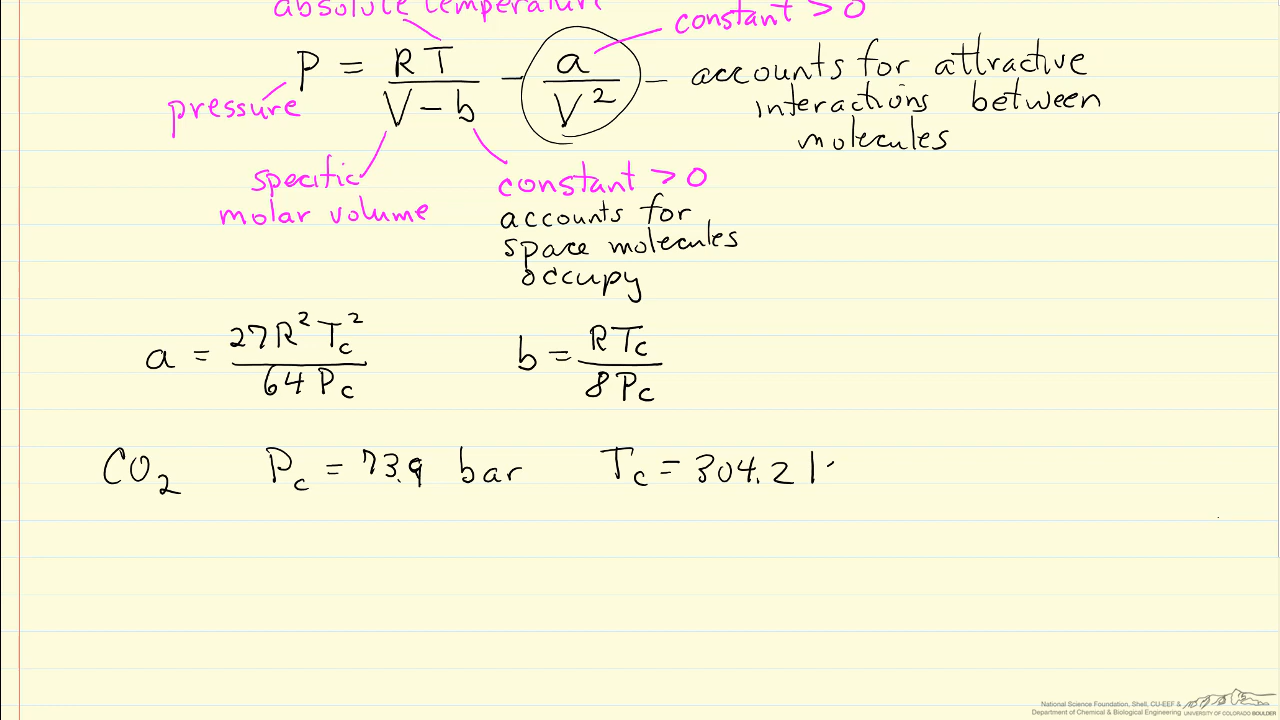 absolute temperature
constant > 0
P = RT / (V - b) - a / V² - accounts for attractive
interactions between
molecules
pressure
specific
molar volume
constant > 0
accounts for
space molecules
occupy
a = 27R²Tc² / 64Pc b = RTc / 8Pc
CO₂ Pc = 73.9 bar Tc = 304.2
National Science Foundation, Shell, CU-EEF &
Department of Chemical & Biological Engineering UNIVERSITY OF COLORADO BOULDER